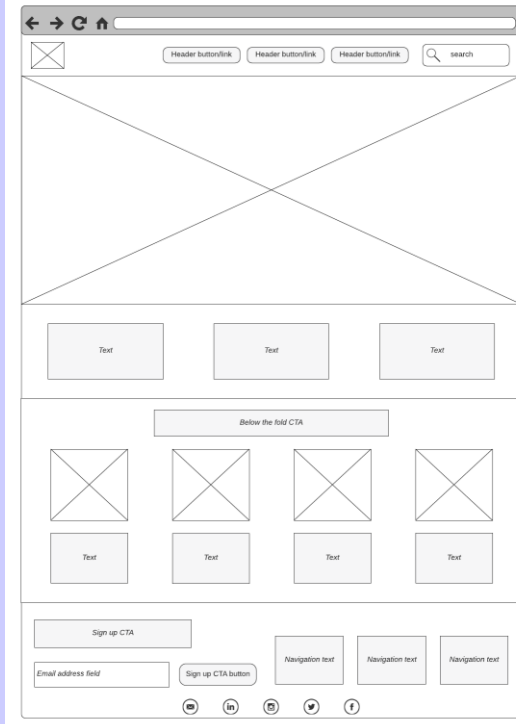 Header button/link Header button/link Header button/link search
Text Text Text
Below the fold CTA
Text Text Text Text
Sign up CTA
Navigation text Navigation text Navigation text
Email address field Sign up CTA button